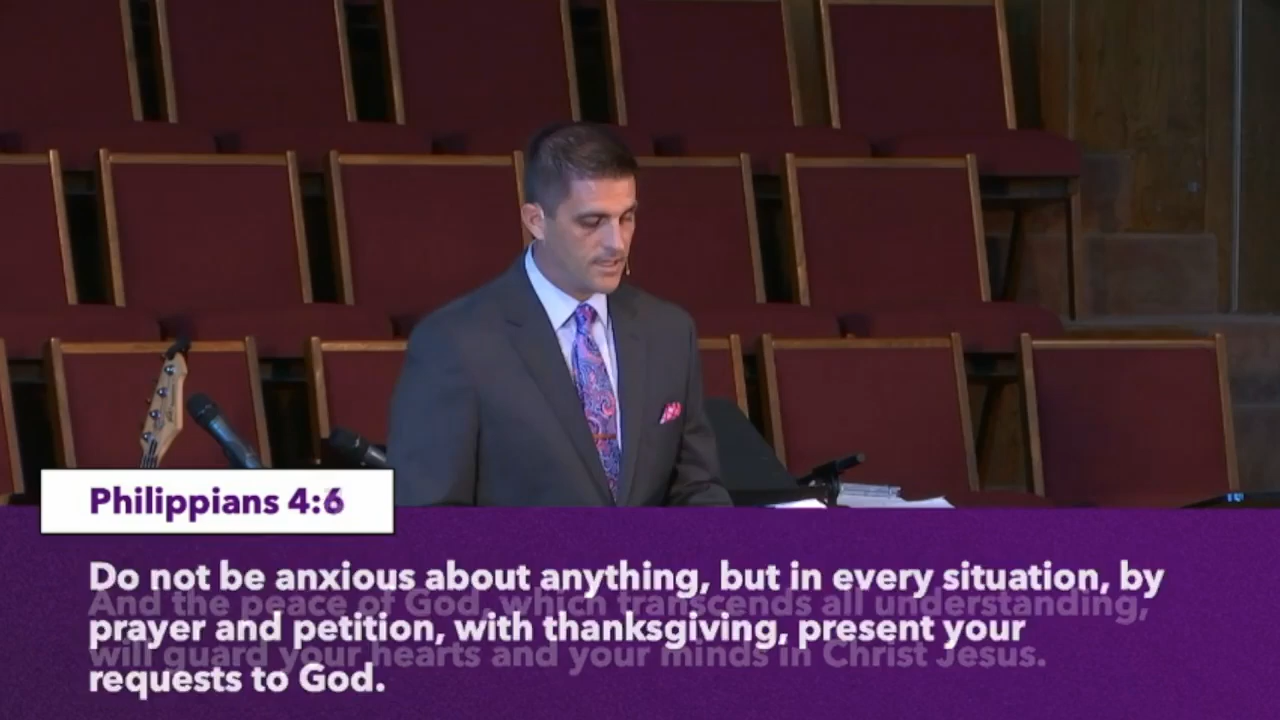 Philippians 4:6
Do not be anxious about anything, but in every situation, by
And the peace of God, which transcends all understanding,
prayer and petition, with thanksgiving, present your
will guard your hearts and your minds in Christ Jesus.
requests to God.